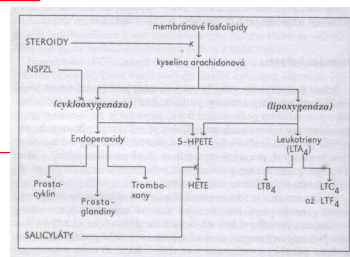 membránové fosfolipidy
STEROIDY
kyselina arachidonová
NSPZL
(cyklooxygenáza)
(lipoxygenáza)
Endoperoxidy
5-HPETE
Leukotrieny
(LTA4)
Prosta-
cyklin
Prosta-
glandiny
Trombo-
xany
HETE
LTB4
LTC4
až LTF4
SALICYLÁTY